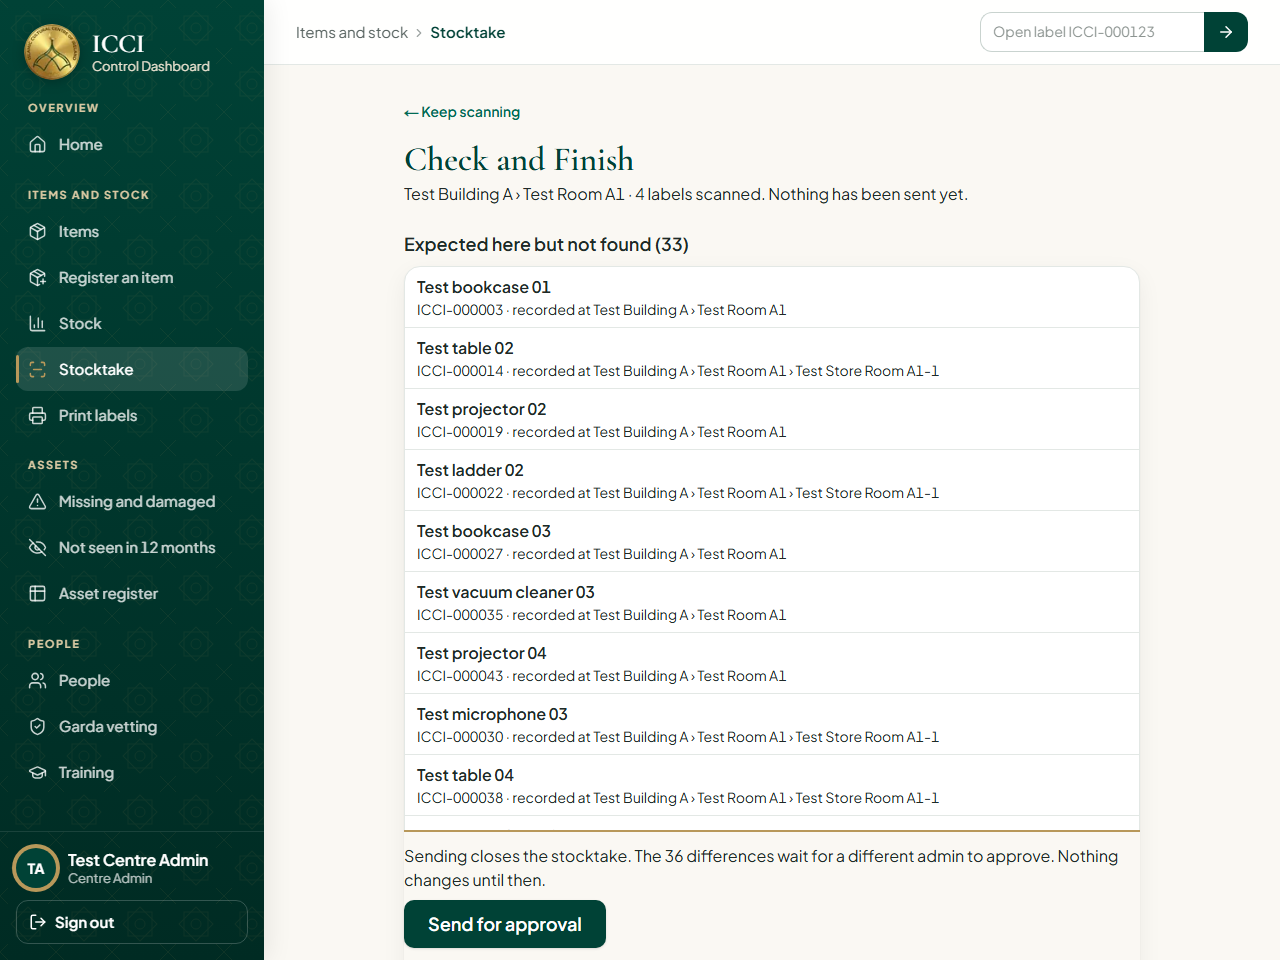 ICCI
Control Dashboard
OVERVIEW
Home
ITEMS AND STOCK
Items
Register an item
Stock
Stocktake
Print labels
ASSETS
Missing and damaged
Not seen in 12 months
Asset register
PEOPLE
People
Garda vetting
Training
TA
Test Centre Admin
Centre Admin
Sign out
Items and stock › Stocktake
Open label ICCI-000123
← Keep scanning
Check and Finish
Test Building A › Test Room A1 · 4 labels scanned. Nothing has been sent yet.
Expected here but not found (33)
Test bookcase 01
ICCI-000003 · recorded at Test Building A › Test Room A1
Test table 02
ICCI-000014 · recorded at Test Building A › Test Room A1 › Test Store Room A1-1
Test projector 02
ICCI-000019 · recorded at Test Building A › Test Room A1
Test ladder 02
ICCI-000022 · recorded at Test Building A › Test Room A1 › Test Store Room A1-1
Test bookcase 03
ICCI-000027 · recorded at Test Building A › Test Room A1
Test vacuum cleaner 03
ICCI-000035 · recorded at Test Building A › Test Room A1
Test projector 04
ICCI-000043 · recorded at Test Building A › Test Room A1
Test microphone 03
ICCI-000030 · recorded at Test Building A › Test Room A1 › Test Store Room A1-1
Test table 04
ICCI-000038 · recorded at Test Building A › Test Room A1 › Test Store Room A1-1
Sending closes the stocktake. The 36 differences wait for a different admin to approve. Nothing
changes until then.
Send for approval